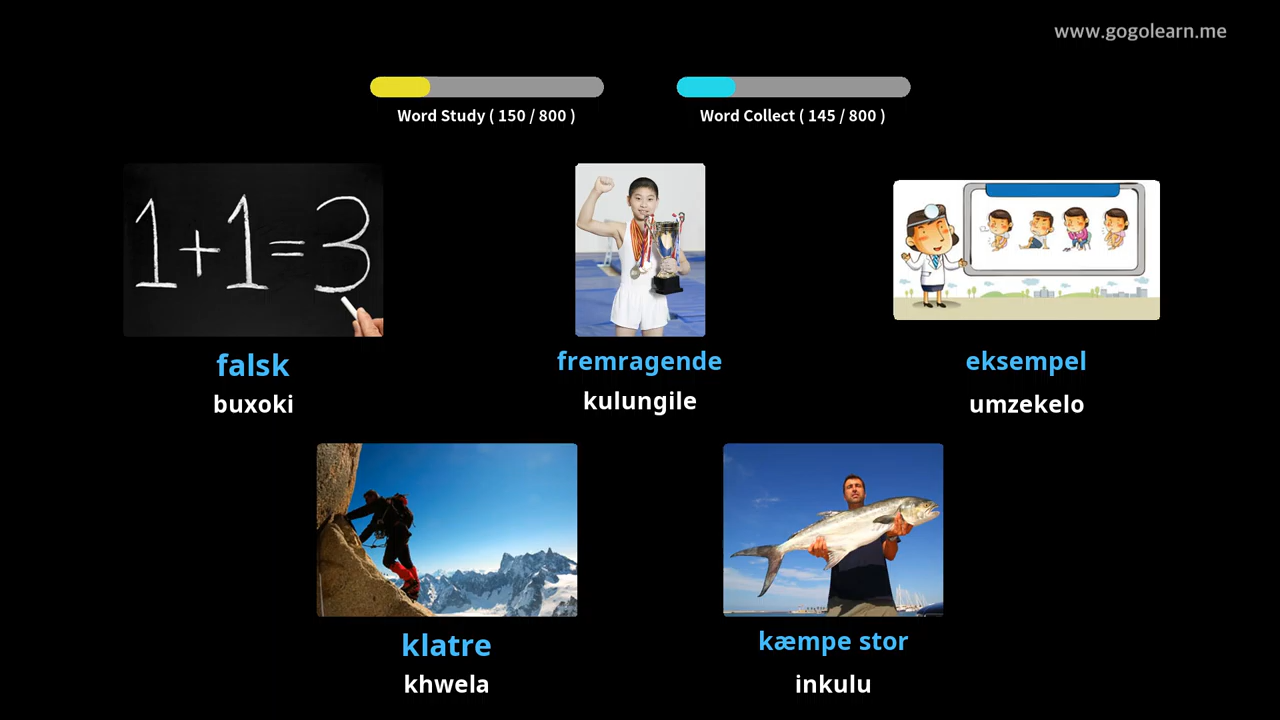 www.gogolearn.me
Word Study ( 150 / 800 )
Word Collect ( 145 / 800 )
1+1=3
falsk
buxoki
fremragende
kulungile
eksempel
umzekelo
klatre
khwela
kæmpe stor
inkulu